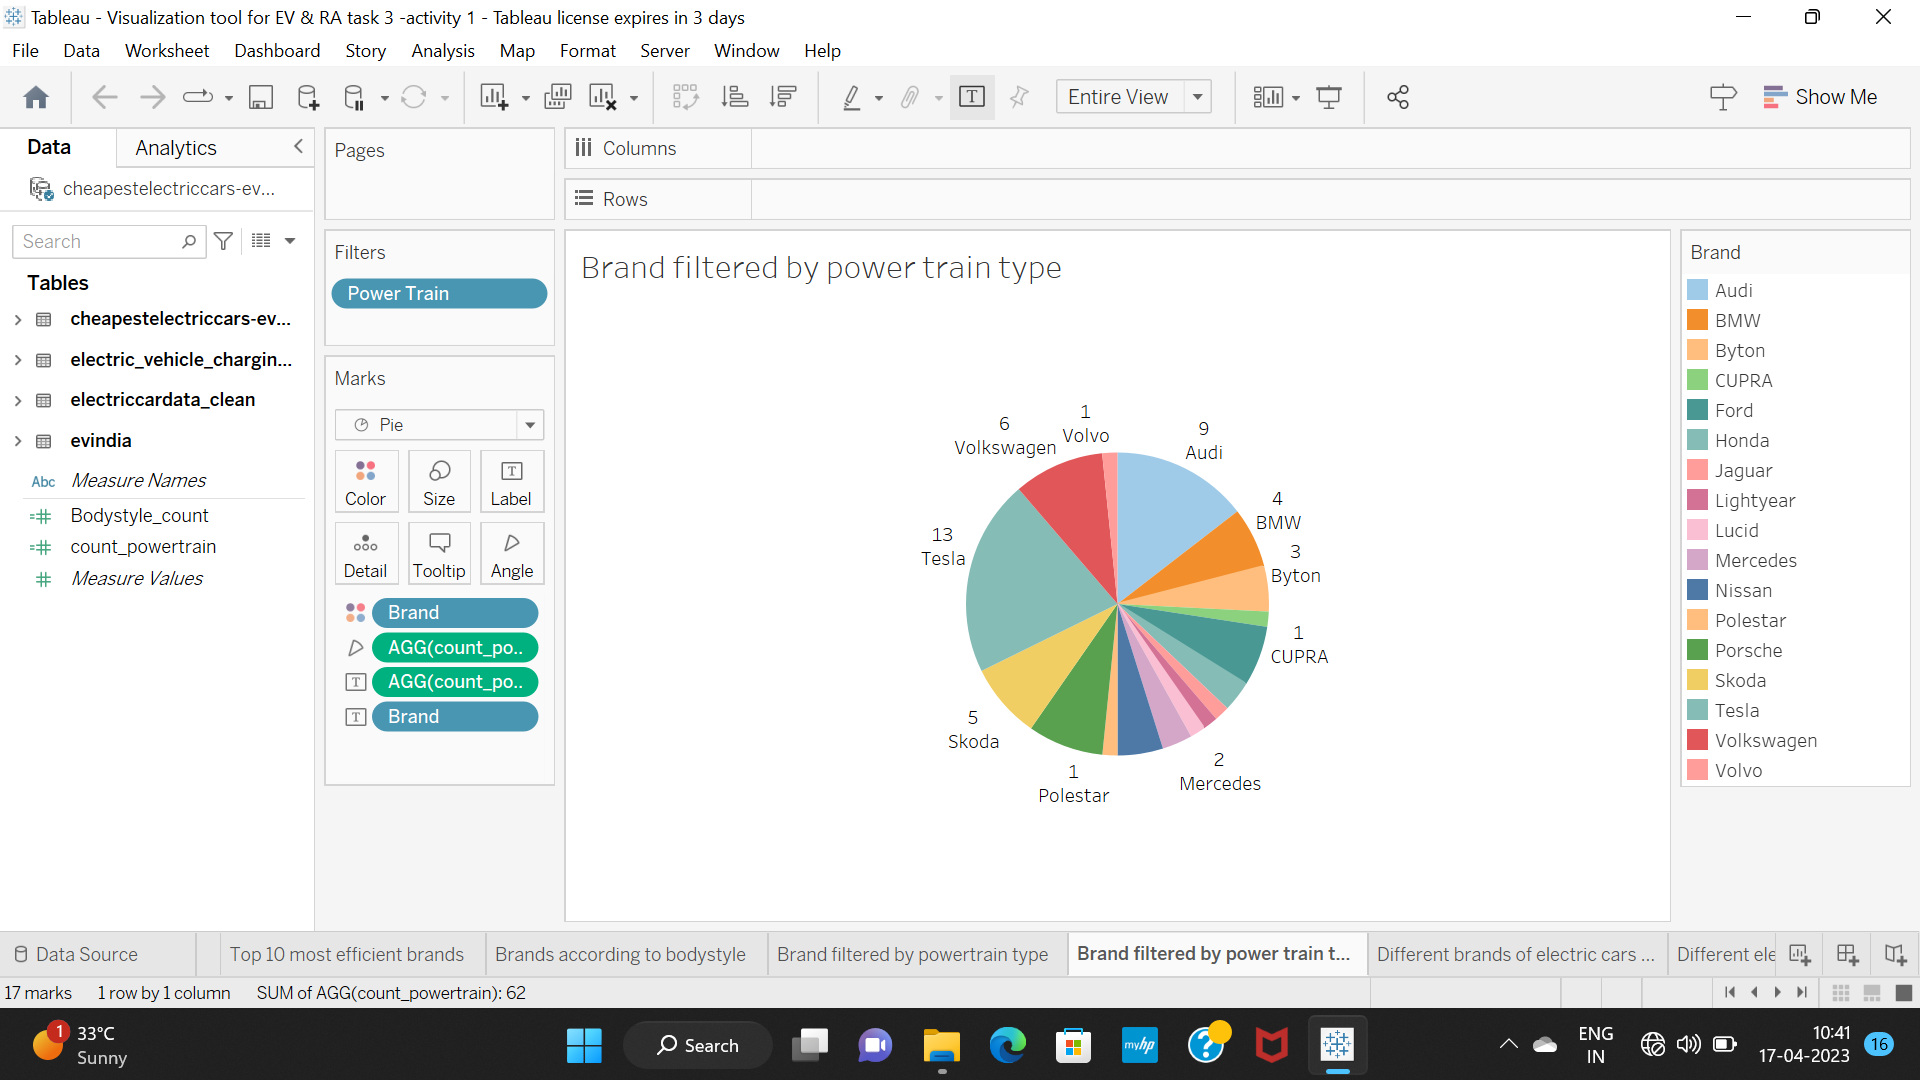 Tableau - Visualization tool for EV & RA task 3 -activity 1 - Tableau license expires in 3 days
File Data Worksheet Dashboard Story Analysis Map Format Server Window Help
Entire View
Show Me
Data Analytics
cheapestelectriccars-ev...
Search
Tables
cheapestelectriccars-ev...
electric_vehicle_chargin...
electriccardata_clean
evindia
Abc Measure Names
Bodystyle_count
count_powertrain
Measure Values
Pages
Filters
Power Train
Marks
Pie
Color Size Label
Detail Tooltip Angle
Brand
AGG(count_po..
AGG(count_po..
Brand
Columns
Rows
Brand filtered by power train type
1
Volvo
6
Volkswagen
9
Audi
4
BMW
3
Byton
13
Tesla
1
CUPRA
5
Skoda
1
Polestar
2
Mercedes
Brand
Audi
BMW
Byton
CUPRA
Ford
Honda
Jaguar
Lightyear
Lucid
Mercedes
Nissan
Polestar
Porsche
Skoda
Tesla
Volkswagen
Volvo
Data Source Top 10 most efficient brands Brands according to bodystyle Brand filtered by powertrain type Brand filtered by power train t... Different brands of electric cars ... Different ele
17 marks 1 row by 1 column SUM of AGG(count_powertrain): 62
1
33°C
Sunny
Search
myhp
ENG
IN
10:41
17-04-2023
16